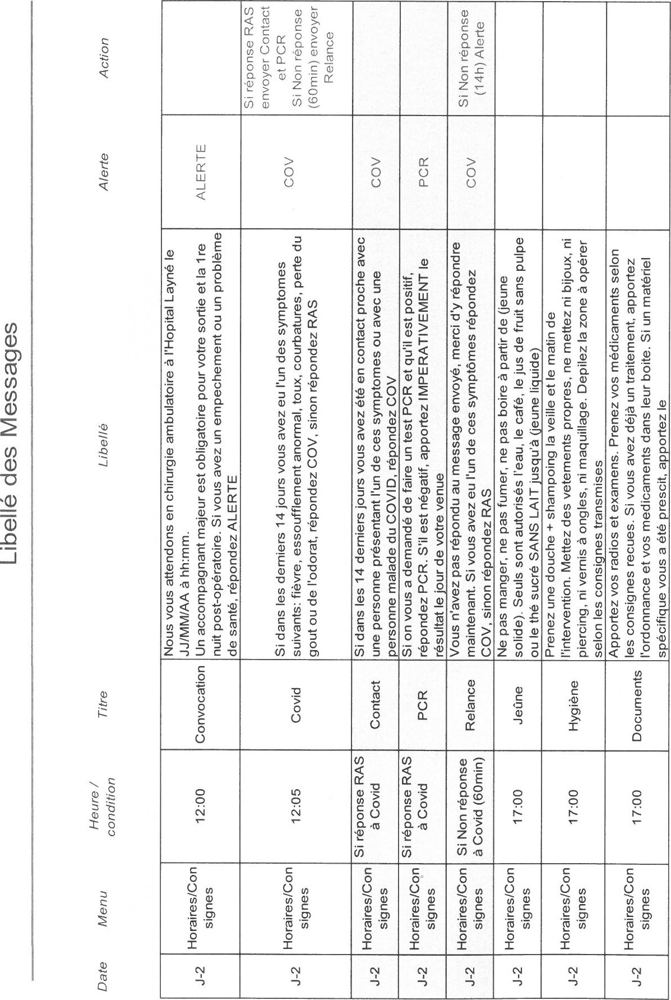 Libellé des Messages
Date
Menu
Heure /
condition
Titre
Libellé
Alerte
Action
J-2
Horaires/Con
signes
12:00
Convocation
Nous vous attendons en chirurgie ambulatoire à l'Hopital Layné le
JJ/MM/AA à hh:mm.
Un accompagnant majeur est obligatoire pour votre sortie et la 1re
nuit post-opératoire. Si vous avez un empechement ou un problème
de santé, répondez ALERTE
ALERTE
J-2
Horaires/Con
signes
12:05
Covid
Si dans les derniers 14 jours vous avez eu l'un des symptomes
suivants: fièvre, essoufflement anormal, toux, courbatures, perte du
gout ou de l'odorat, répondez COV, sinon répondez RAS
COV
Si réponse RAS
envoyer Contact
et PCR
Si Non réponse
(60min) envoyer
Relance
J-2
Horaires/Con
signes
Si réponse RAS
à Covid
Contact
Si dans les 14 derniers jours vous avez été en contact proche avec
une personne présentant l'un de ces symptomes ou avec une
personne malade du COVID, répondez COV
COV
J-2
Horaires/Con
signes
Si réponse RAS
à Covid
PCR
Si on vous a demandé de faire un test PCR et qu'il est positif,
répondez PCR. S'il est négatif, apportez IMPERATIVEMENT le
résultat le jour de votre venue
PCR
J-2
Horaires/Con
signes
Si Non réponse
à Covid (60min)
Relance
Vous n'avez pas répondu au message envoyé, merci d'y répondre
maintenant. Si vous avez eu l'un de ces symptômes répondez
COV, sinon répondez RAS
COV
Si Non réponse
(14h) Alerte
J-2
Horaires/Con
signes
17:00
Jeûne
Ne pas manger, ne pas fumer, ne pas boire à partir de (jeune
solide). Seuls sont autorisés l'eau, le café, le jus de fruit sans pulpe
ou le thé sucré SANS LAIT jusqu'à (jeune liquide)
J-2
Horaires/Con
signes
17:00
Hygiène
Prenez une douche + shampoing la veille et le matin de
l'intervention. Mettez des vetements propres, ne mettez ni bijoux, ni
piercing, ni vernis à ongles, ni maquillage. Depilez la zone à opérer
selon les consignes transmises
J-2
Horaires/Con
signes
17:00
Documents
Apportez vos radios et examens. Prenez vos médicaments selon
les consignes recues. Si vous avez déjà un traitement, apportez
l'ordonnance et vos medicaments dans leur boite. Si un matériel
spécifique vous a été prescit, apportez le